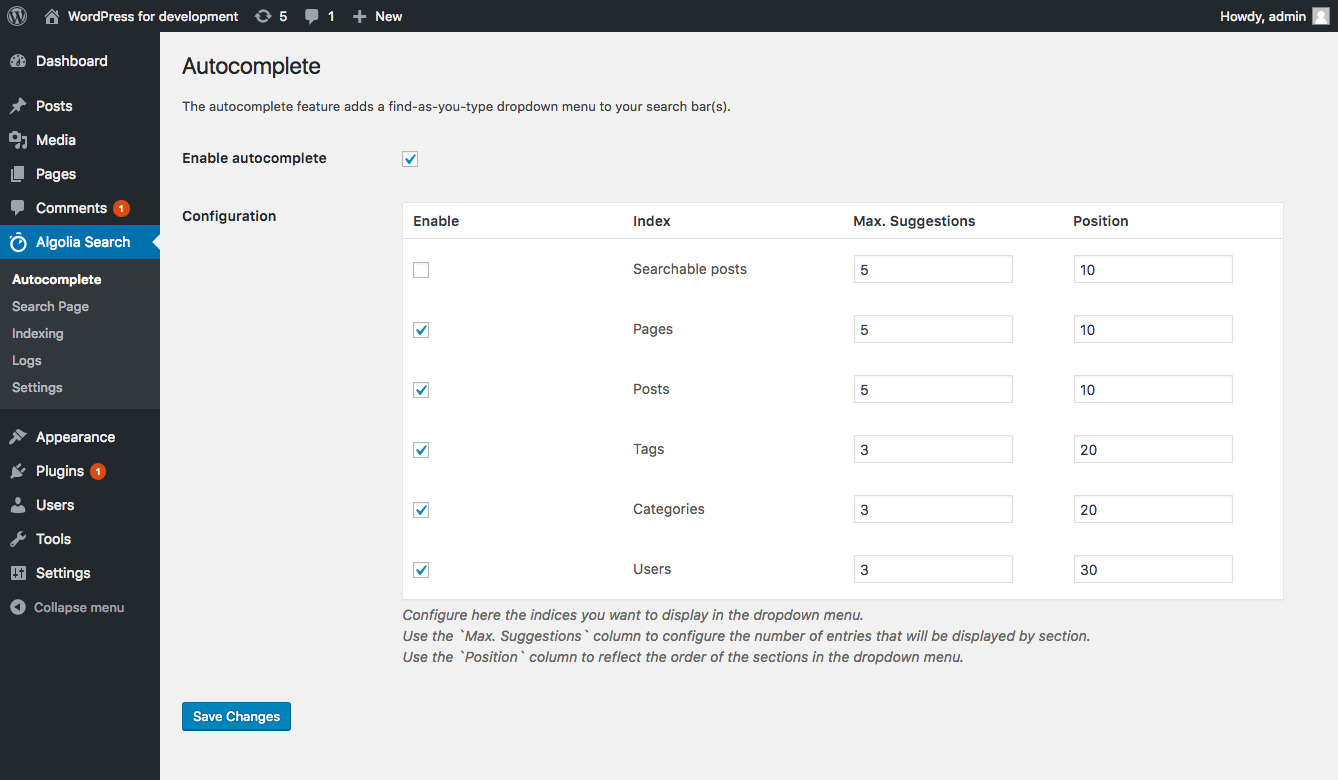 WordPress for development 5 1 New Howdy, admin
Dashboard
Posts
Media
Pages
Comments 1
Algolia Search
Autocomplete
Search Page
Indexing
Logs
Settings
Appearance
Plugins 1
Users
Tools
Settings
Collapse menu
Autocomplete
The autocomplete feature adds a find-as-you-type dropdown menu to your search bar(s).
Enable autocomplete
Configuration
Enable Index Max. Suggestions Position
Searchable posts 5 10
Pages 5 10
Posts 5 10
Tags 3 20
Categories 3 20
Users 3 30
Configure here the indices you want to display in the dropdown menu.
Use the `Max. Suggestions` column to configure the number of entries that will be displayed by section.
Use the `Position` column to reflect the order of the sections in the dropdown menu.
Save Changes